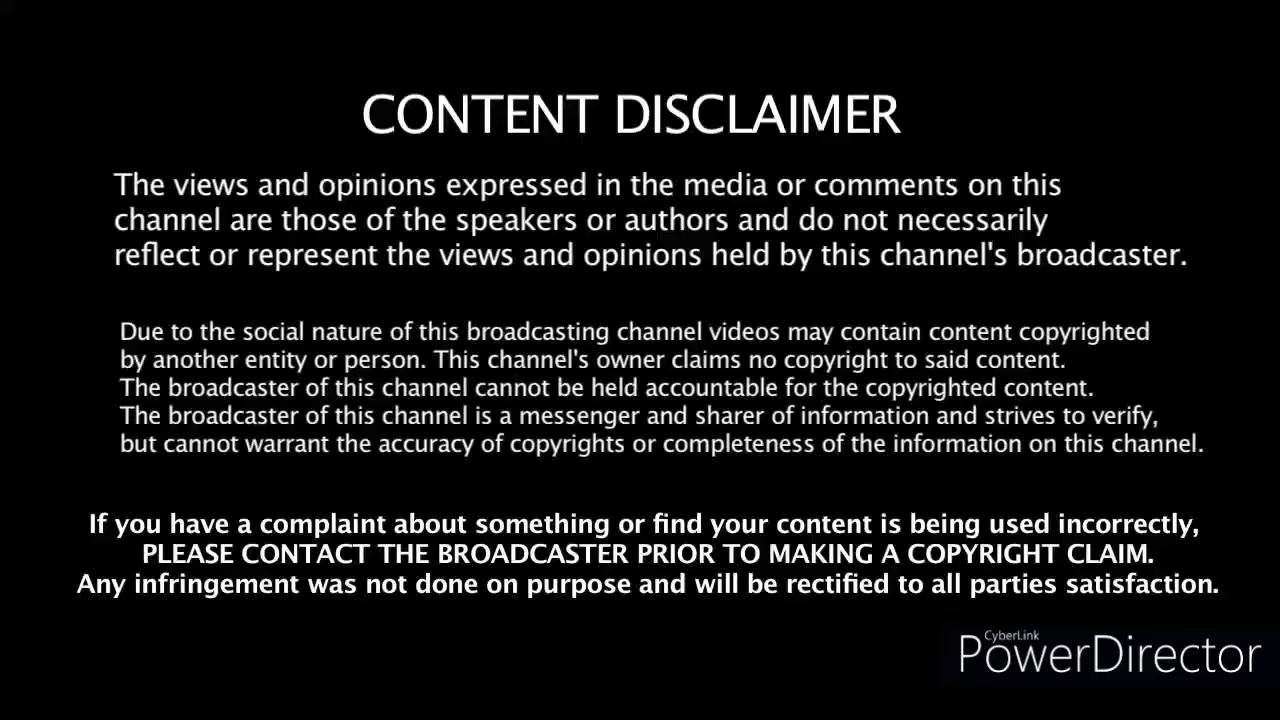 CONTENT DISCLAIMER
The views and opinions expressed in the media or comments on this
channel are those of the speakers or authors and do not necessarily
reflect or represent the views and opinions held by this channel's broadcaster.
Due to the social nature of this broadcasting channel videos may contain content copyrighted
by another entity or person. This channel's owner claims no copyright to said content.
The broadcaster of this channel cannot be held accountable for the copyrighted content.
The broadcaster of this channel is a messenger and sharer of information and strives to verify,
but cannot warrant the accuracy of copyrights or completeness of the information on this channel.
If you have a complaint about something or find your content is being used incorrectly,
PLEASE CONTACT THE BROADCASTER PRIOR TO MAKING A COPYRIGHT CLAIM.
Any infringement was not done on purpose and will be rectified to all parties satisfaction.
CyberLink
PowerDirector